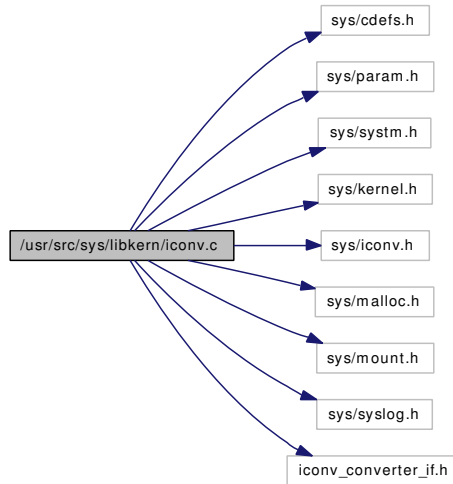 sys/cdefs.h
sys/param.h
sys/systm.h
sys/kernel.h
/usr/src/sys/libkern/iconv.c
sys/iconv.h
sys/malloc.h
sys/mount.h
sys/syslog.h
iconv_converter_if.h